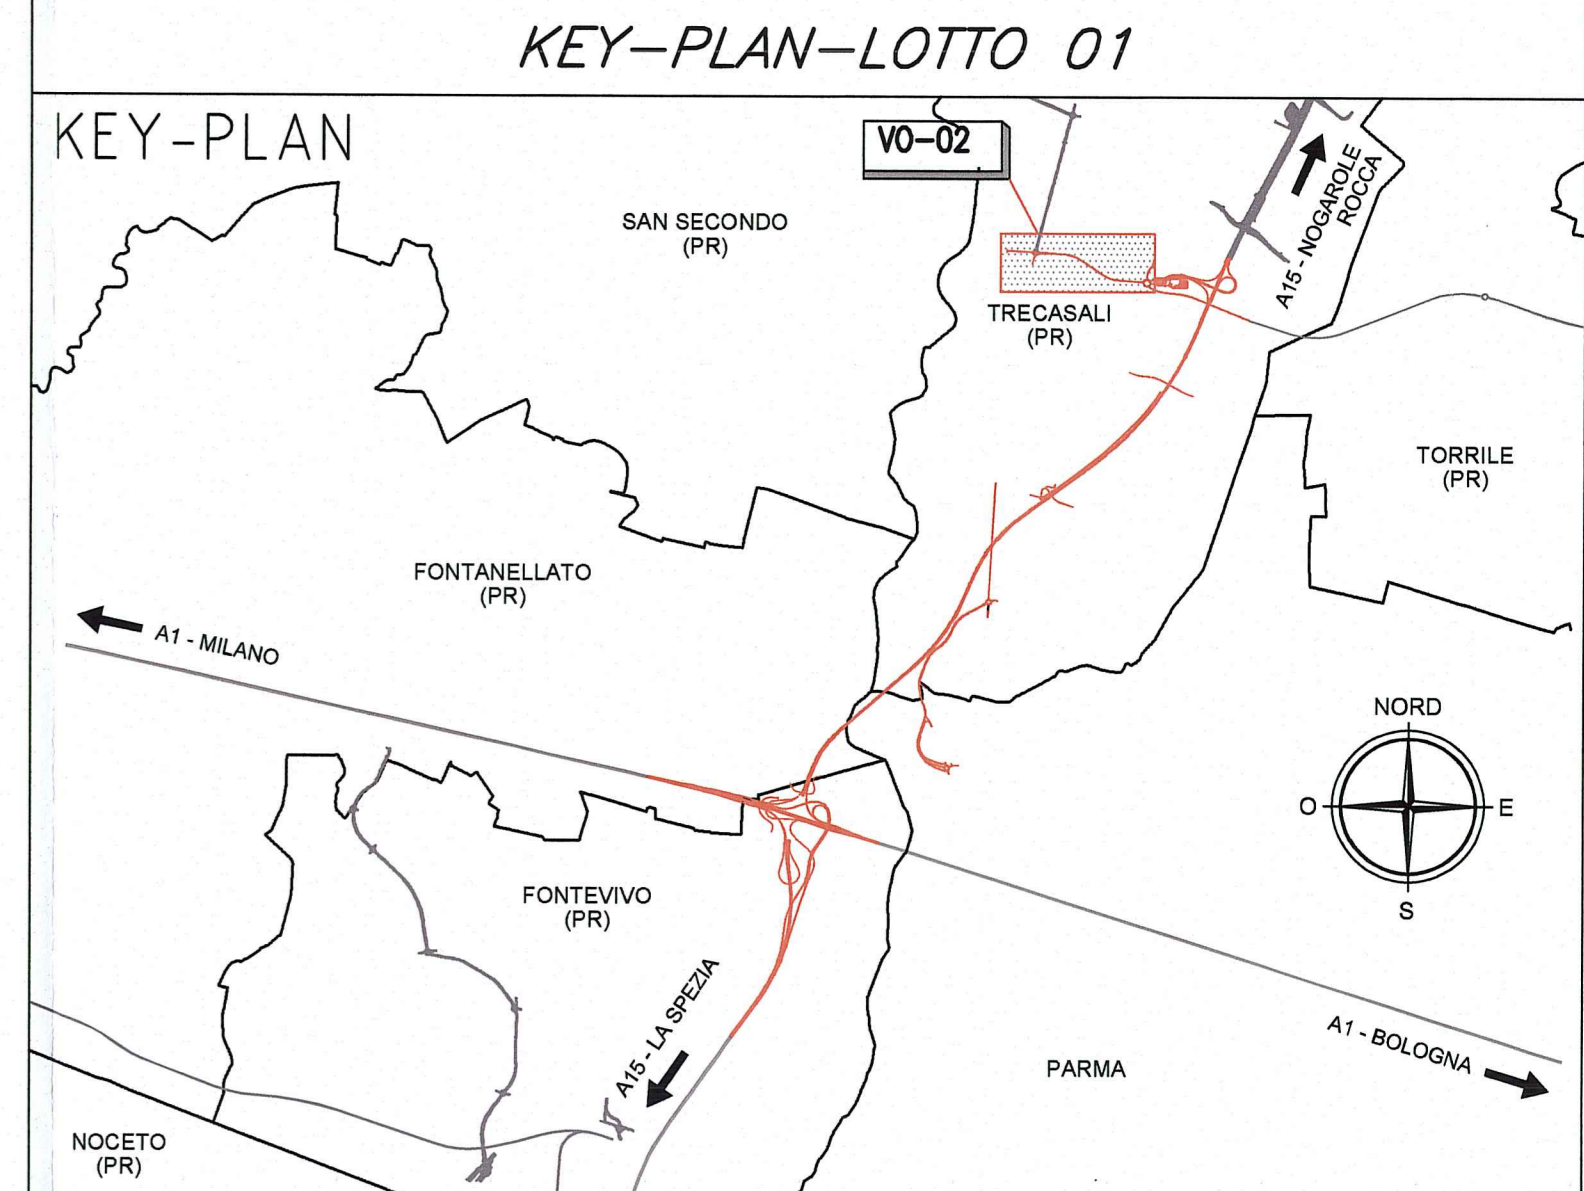 KEY-PLAN-LOTTO 01
KEY-PLAN
VO-02
SAN SECONDO
(PR)
A15 - NOGAROLE
ROCCA
TRECASALI
(PR)
TORRILE
(PR)
FONTANELLATO
(PR)
A1 - MILANO
NORD
O
E
S
FONTEVIVO
(PR)
A15 - LA SPEZIA
A1 - BOLOGNA
PARMA
NOCETO
(PR)